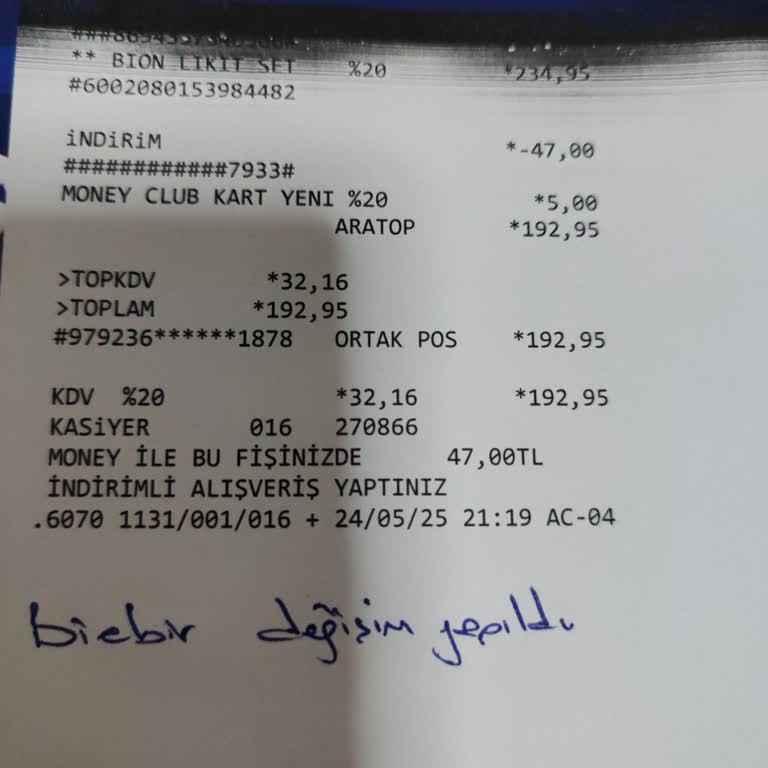 ** BION LIKIT SET %20 *234,95
#6002080153984482
İNDİRİM *-47,00
############7933#
MONEY CLUB KART YENI %20 *5,00
ARATOP *192,95
>TOPKDV *32,16
>TOPLAM *192,95
#979236******1878 ORTAK POS *192,95
KDV %20 *32,16 *192,95
KASİYER 016 270866
MONEY İLE BU FİŞİNİZDE 47,00TL
İNDİRİMLİ ALIŞVERİŞ YAPTINIZ
.6070 1131/001/016 + 24/05/25 21:19 AC-04
biebir değişim yapıldı